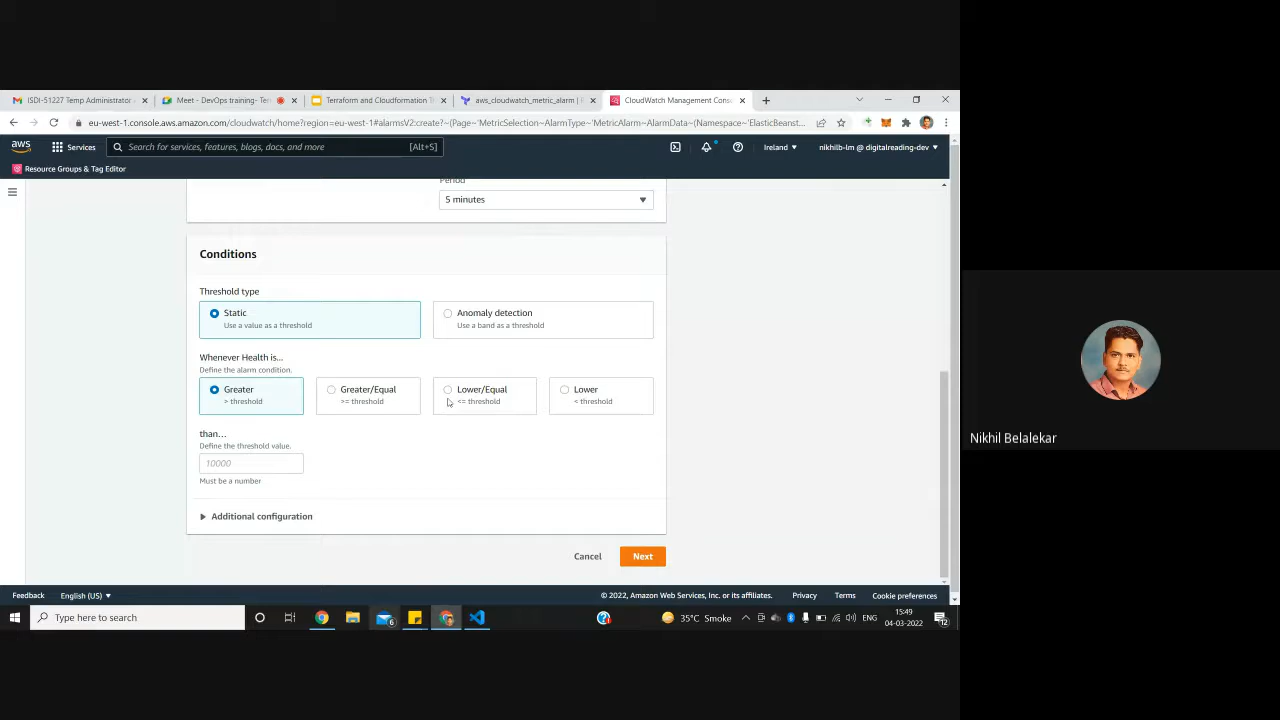 ISDI-51227 Temp Administrator
Meet - DevOps training- Te
Terraform and Cloudformation T
aws_cloudwatch_metric_alarm |
CloudWatch Management Cons
eu-west-1.console.aws.amazon.com/cloudwatch/home?region=eu-west-1#alarmsV2:create?~(Page~'MetricSelection~AlarmType~'MetricAlarm~AlarmData~(Namespace~'ElasticBeanst...
aws
Services
Search for services, features, blogs, docs, and more
[Alt+S]
Ireland
nikhilb-lm @ digitalreading-dev
Resource Groups & Tag Editor
Period
5 minutes
Conditions
Threshold type
Static
Use a value as a threshold
Anomaly detection
Use a band as a threshold
Whenever Health is...
Define the alarm condition.
Greater
> threshold
Greater/Equal
>= threshold
Lower/Equal
<= threshold
Lower
< threshold
than...
Define the threshold value.
10000
Must be a number
Additional configuration
Cancel
Next
Nikhil Belalekar
Feedback
English (US)
© 2022, Amazon Web Services, Inc. or its affiliates.
Privacy
Terms
Cookie preferences
Type here to search
6
35°C Smoke
ENG
15:49
04-03-2022
12